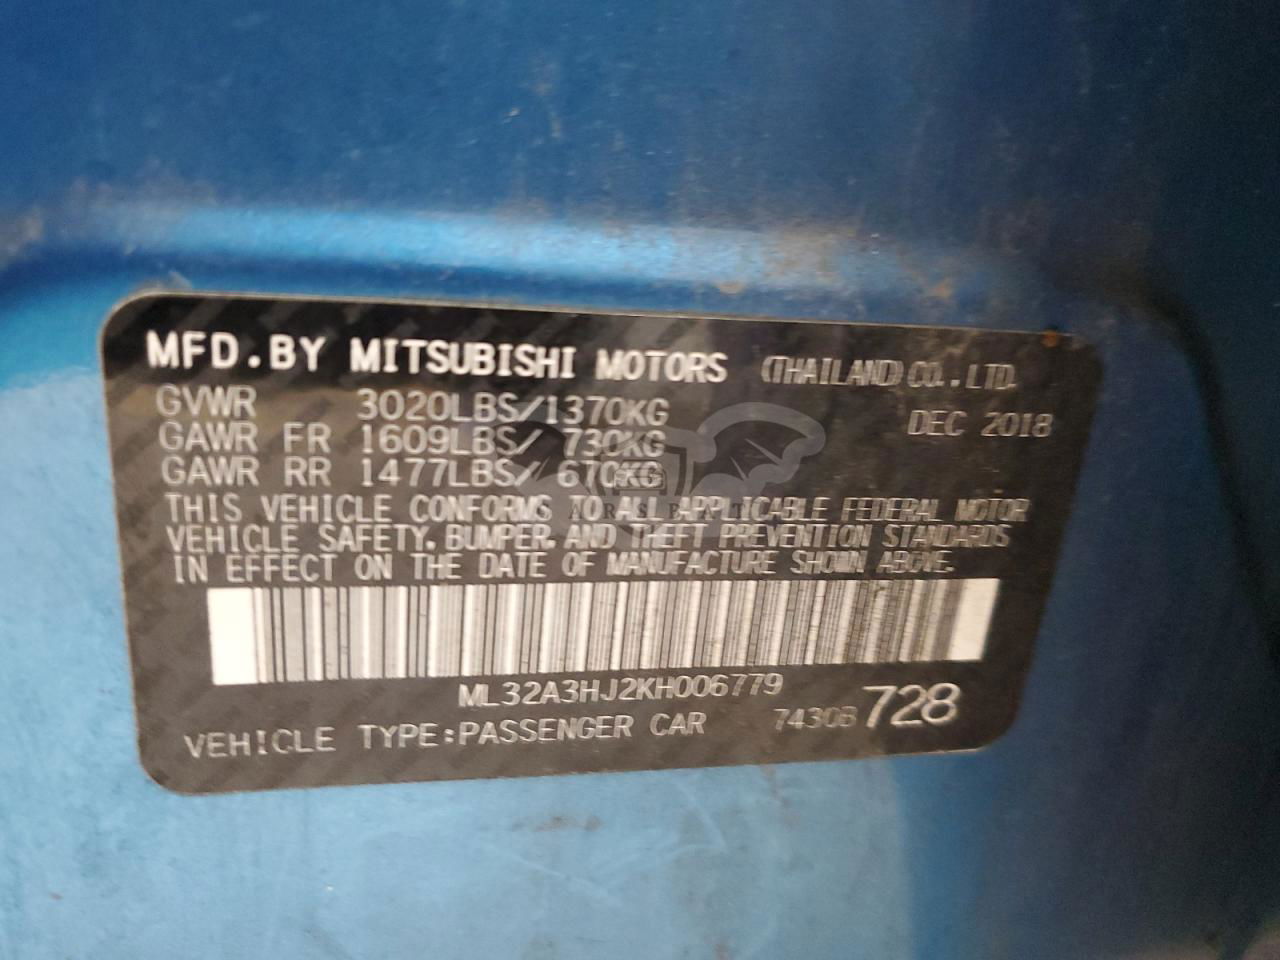 MFD.BY MITSUBISHI MOTORS (THAILAND) CO.,LTD.
GVWR 3020LBS/1370KG DEC 2018
GAWR FR 1609LBS/ 730KG
GAWR RR 1477LBS/ 670KG
THIS VEHICLE CONFORMS TO ALL APPLICABLE FEDERAL MOTOR
VEHICLE SAFETY, BUMPER, AND THEFT PREVENTION STANDARDS
IN EFFECT ON THE DATE OF MANUFACTURE SHOWN ABOVE.
ML32A3HJ2KH006779
VEHICLE TYPE:PASSENGER CAR 7430B 728